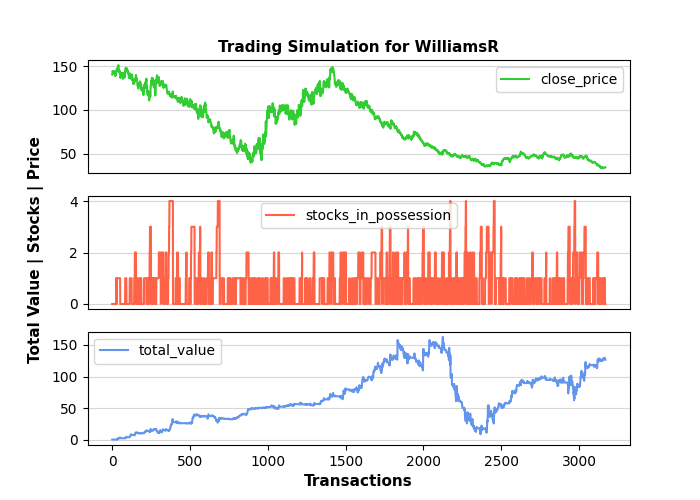 Trading Simulation for WilliamsR
150
100
50
close_price
4
2
0
stocks_in_possession
150
100
50
0
total_value
0 500 1000 1500 2000 2500 3000
Transactions
Total Value | Stocks | Price